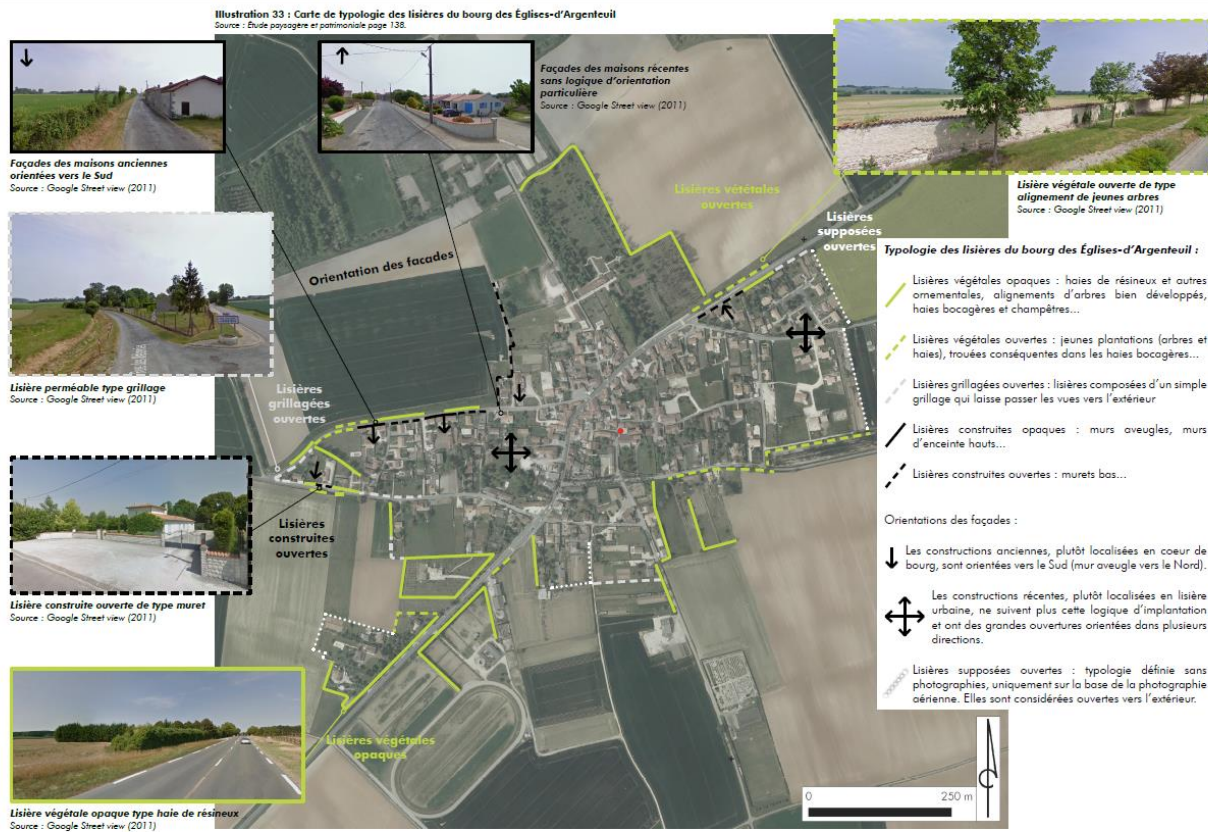 Illustration 33 : Carte de typologie des lisières du bourg des Églises-d'Argenteuil
Source : Étude paysagère et patrimoniale page 138.
Façades des maisons récentes
sans logique d'orientation
particulière
Source : Google Street view (2011)
Façades des maisons anciennes
orientées vers le Sud
Source : Google Street view (2011)
Lisière végétale ouverte de type
alignement de jeunes arbres
Source : Google Street view (2011)
Lisières vététales
ouvertes
Lisières
supposées
ouvertes
Orientation des facades
Lisière perméable type grillage
Source : Google Street view (2011)
Lisières
grillagées
ouvertes
Lisières
construites
ouvertes
Lisière construite ouverte de type muret
Source : Google Street view (2011)
Lisières végétales
opaques
Lisière végétale opaque type haie de résineux
Source : Google Street view (2011)
Typologie des lisières du bourg des Églises-d'Argenteuil :
Lisières végétales opaques : haies de résineux et autres
ornementales, alignements d'arbres bien développés,
haies bocagères et champêtres...
Lisières végétales ouvertes : jeunes plantations (arbres et
haies), trouées conséquentes dans les haies bocagères...
Lisières grillagées ouvertes : lisières composées d'un simple
grillage qui laisse passer les vues vers l'extérieur
Lisières construites opaques : murs aveugles, murs
d'enceinte hauts...
Lisières construites ouvertes : murets bas...
Orientations des façades :
Les constructions anciennes, plutôt localisées en coeur de
bourg, sont orientées vers le Sud (mur aveugle vers le Nord).
Les constructions récentes, plutôt localisées en lisière
urbaine, ne suivent plus cette logique d'implantation
et ont des grandes ouvertures orientées dans plusieurs
directions.
Lisières supposées ouvertes : typologie définie sans
photographies, uniquement sur la base de la photographie
aérienne. Elles sont considérées ouvertes vers l'extérieur.
0
250 m